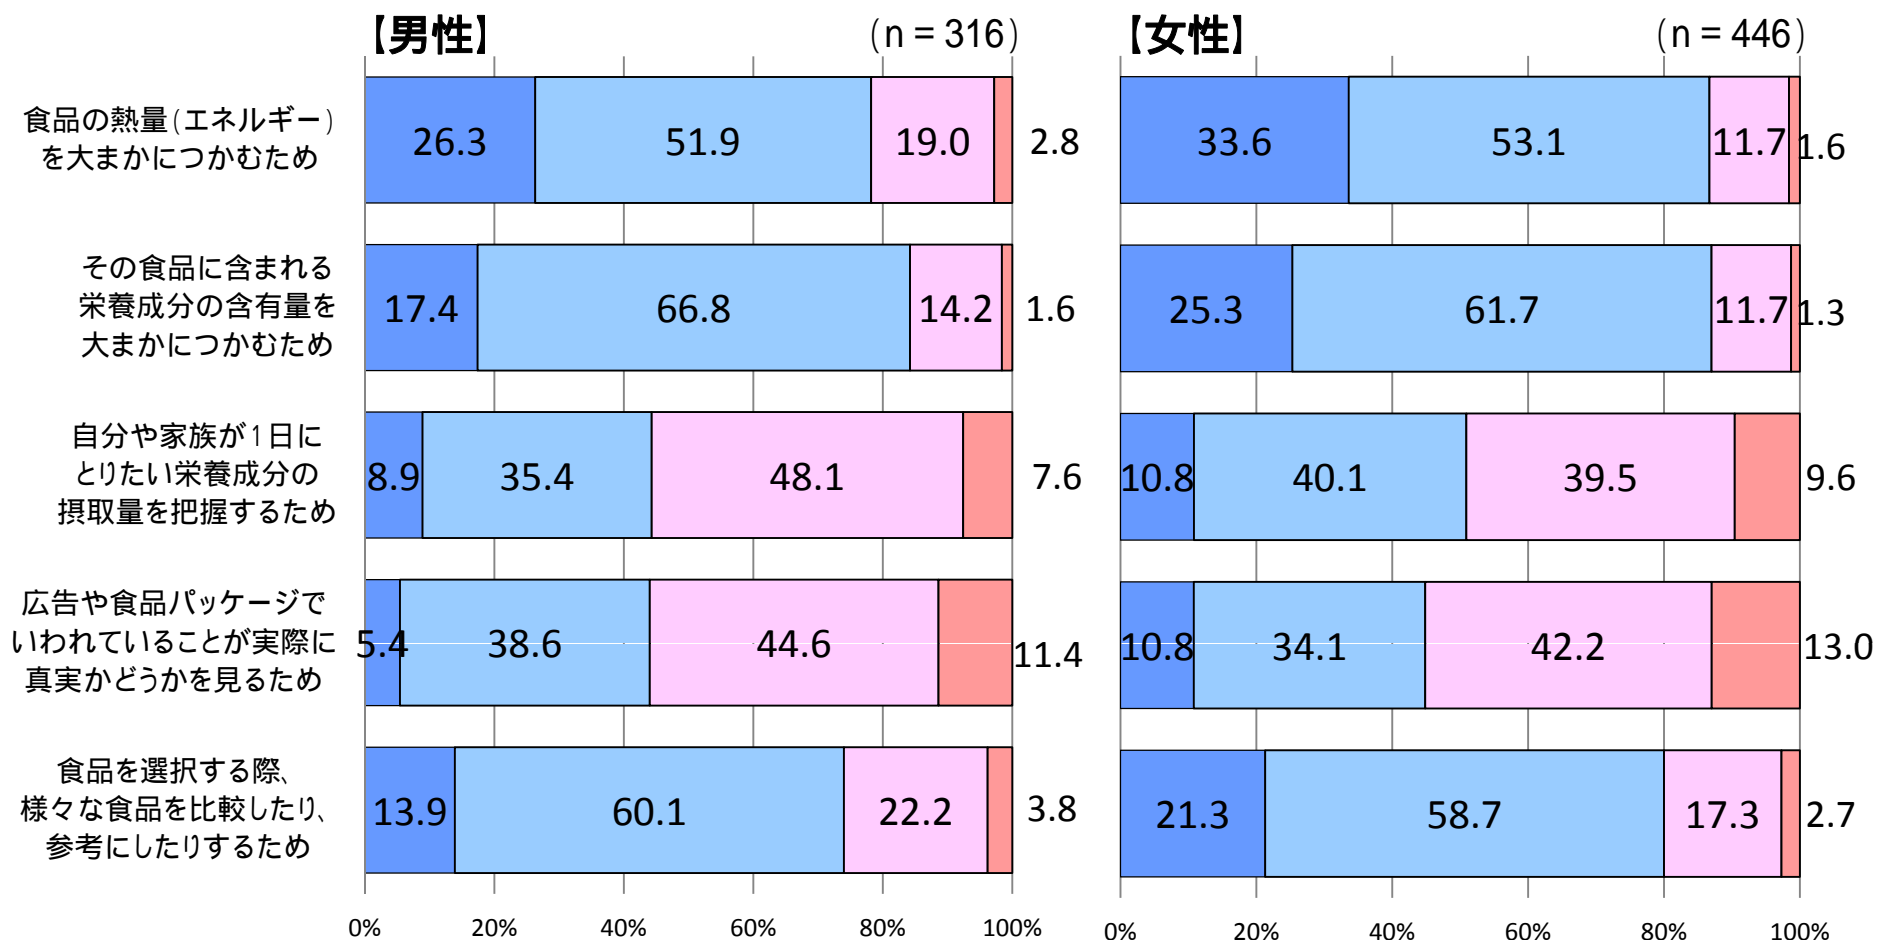 【男性】 (n = 316) 【女性】 (n = 446)
食品の熱量(エネルギー)
を大まかにつかむため
26.3 51.9 19.0 2.8 33.6 53.1 11.7 1.6
その食品に含まれる
栄養成分の含有量を
大まかにつかむため
17.4 66.8 14.2 1.6 25.3 61.7 11.7 1.3
自分や家族が1日に
とりたい栄養成分の
摂取量を把握するため
8.9 35.4 48.1 7.6 10.8 40.1 39.5 9.6
広告や食品パッケージで
いわれていることが実際に
真実かどうかを見るため
5.4 38.6 44.6 11.4 10.8 34.1 42.2 13.0
食品を選択する際、
様々な食品を比較したり、
参考にしたりするため
13.9 60.1 22.2 3.8 21.3 58.7 17.3 2.7
0% 20% 40% 60% 80% 100% 0% 20% 40% 60% 80% 100%